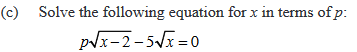 (c) Solve the following equation for x in terms of p:
p√x−2 − 5√x = 0